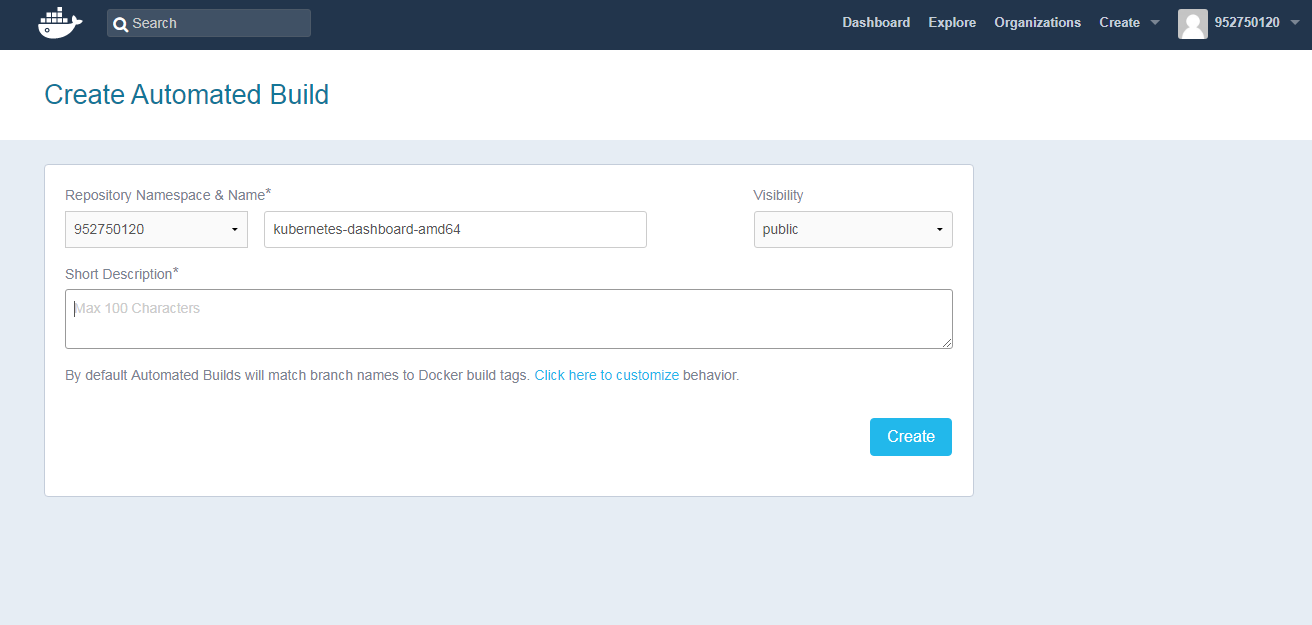 Search Dashboard Explore Organizations Create 952750120
Create Automated Build
Repository Namespace & Name* Visibility
952750120 kubernetes-dashboard-amd64 public
Short Description*
Max 100 Characters
By default Automated Builds will match branch names to Docker build tags. Click here to customize behavior.
Create